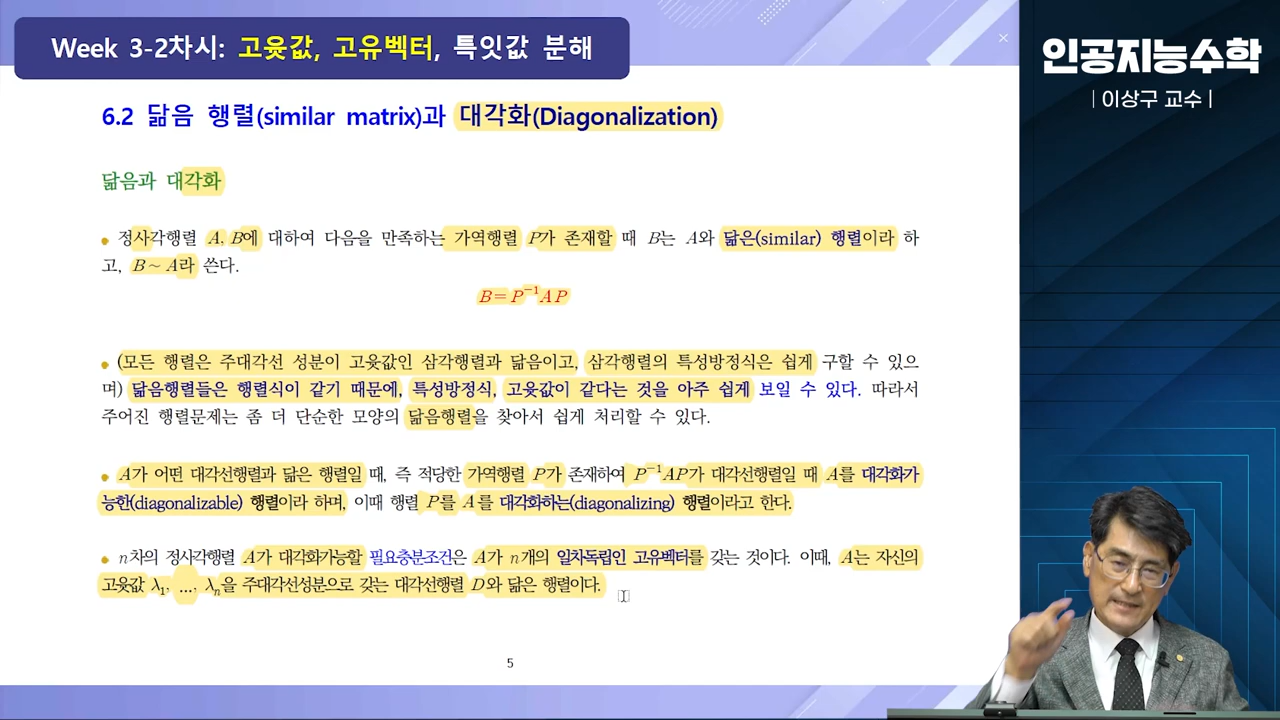 Week 3-2차시: 고윳값, 고유벡터, 특잇값 분해
인공지능수학
| 이상구 교수 |
6.2 닮음 행렬(similar matrix)과 대각화(Diagonalization)
닮음과 대각화
● 정사각행렬 A, B에 대하여 다음을 만족하는 가역행렬 P가 존재할 때 B는 A와 닮은(similar) 행렬이라 하
고, B ~ A라 쓴다.
B = P⁻¹AP
● (모든 행렬은 주대각선 성분이 고윳값인 삼각행렬과 닮음이고, 삼각행렬의 특성방정식은 쉽게 구할 수 있으
며) 닮음행렬들은 행렬식이 같기 때문에, 특성방정식, 고윳값이 같다는 것을 아주 쉽게 보일 수 있다. 따라서
주어진 행렬문제는 좀 더 단순한 모양의 닮음행렬을 찾아서 쉽게 처리할 수 있다.
● A가 어떤 대각선행렬과 닮은 행렬일 때, 즉 적당한 가역행렬 P가 존재하여 P⁻¹AP가 대각선행렬일 때 A를 대각화가
능한(diagonalizable) 행렬이라 하며, 이때 행렬 P를 A를 대각화하는(diagonalizing) 행렬이라고 한다.
● n차의 정사각행렬 A가 대각화가능할 필요충분조건은 A가 n개의 일차독립인 고유벡터를 갖는 것이다. 이때, A는 자신의
고윳값 λ₁, …, λₙ을 주대각선성분으로 갖는 대각선행렬 D와 닮은 행렬이다.
5